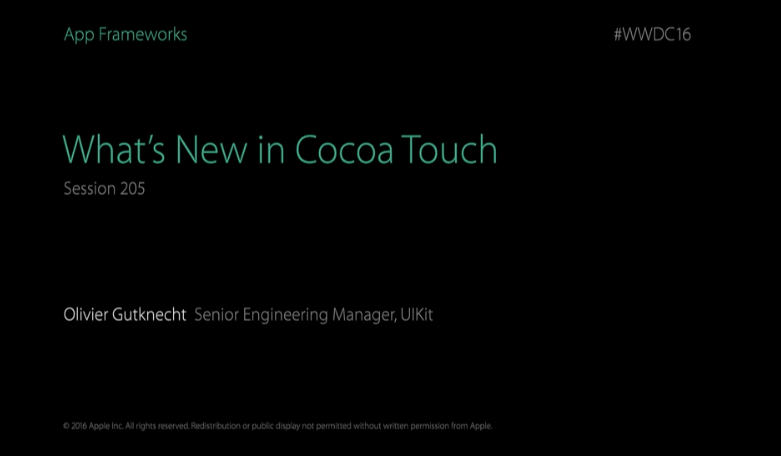 App Frameworks
#WWDC16
What's New in Cocoa Touch
Session 205
Olivier Gutknecht Senior Engineering Manager, UIKit
© 2016 Apple Inc. All rights reserved. Redistribution or public display not permitted without written permission from Apple.